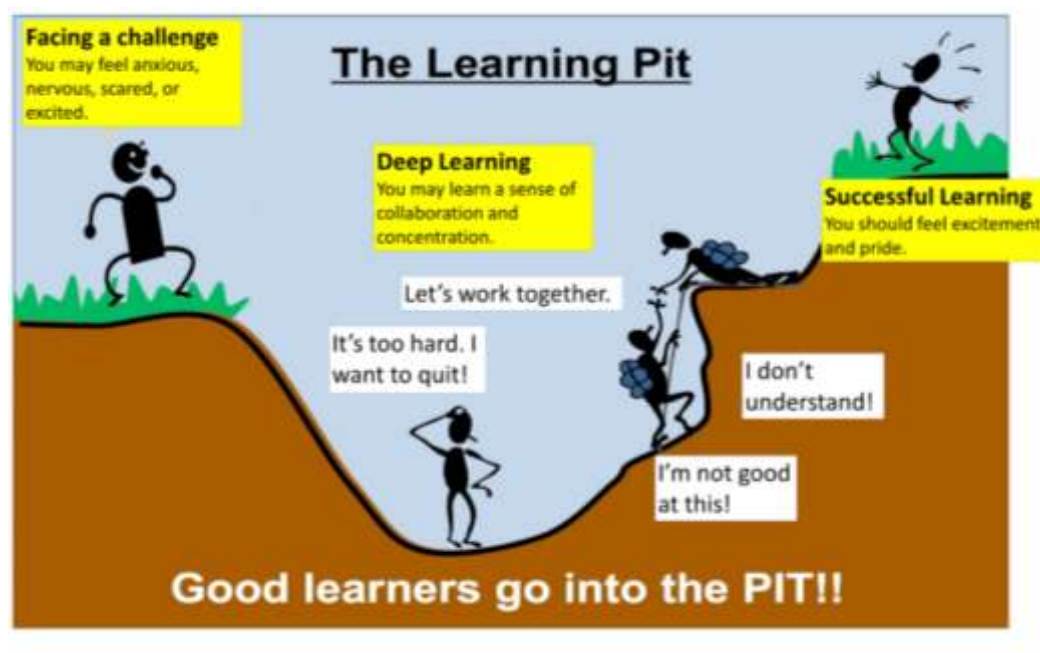 Facing a challenge
You may feel anxious,
nervous, scared, or
excited.
The Learning Pit
Deep Learning
You may learn a sense of
collaboration and
concentration.
Successful Learning
You should feel excitement
and pride.
Let's work together.
It's too hard. I
want to quit!
I don't
understand!
I'm not good
at this!
Good learners go into the PIT!!